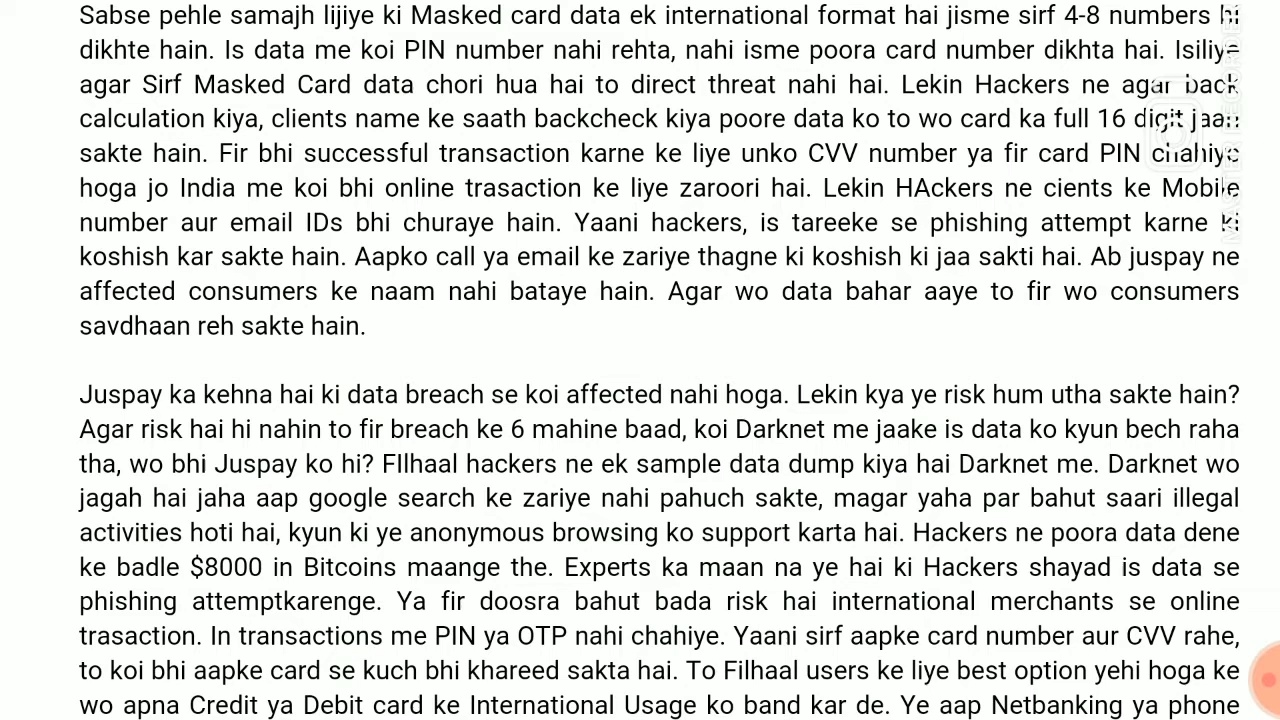 Sabse pehle samajh lijiye ki Masked card data ek international format hai jisme sirf 4-8 numbers hi
dikhte hain. Is data me koi PIN number nahi rehta, nahi isme poora card number dikhta hai. Isiliye
agar Sirf Masked Card data chori hua hai to direct threat nahi hai. Lekin Hackers ne agar back
calculation kiya, clients name ke saath backcheck kiya poore data ko to wo card ka full 16 digit jaan
sakte hain. Fir bhi successful transaction karne ke liye unko CVV number ya fir card PIN chahiye
hoga jo India me koi bhi online trasaction ke liye zaroori hai. Lekin HAckers ne cients ke Mobile
number aur email IDs bhi churaye hain. Yaani hackers, is tareeke se phishing attempt karne ki
koshish kar sakte hain. Aapko call ya email ke zariye thagne ki koshish ki jaa sakti hai. Ab juspay ne
affected consumers ke naam nahi bataye hain. Agar wo data bahar aaye to fir wo consumers
savdhaan reh sakte hain.
Juspay ka kehna hai ki data breach se koi affected nahi hoga. Lekin kya ye risk hum utha sakte hain?
Agar risk hai hi nahin to fir breach ke 6 mahine baad, koi Darknet me jaake is data ko kyun bech raha
tha, wo bhi Juspay ko hi? FIlhaal hackers ne ek sample data dump kiya hai Darknet me. Darknet wo
jagah hai jaha aap google search ke zariye nahi pahuch sakte, magar yaha par bahut saari illegal
activities hoti hai, kyun ki ye anonymous browsing ko support karta hai. Hackers ne poora data dene
ke badle $8000 in Bitcoins maange the. Experts ka maan na ye hai ki Hackers shayad is data se
phishing attemptkarenge. Ya fir doosra bahut bada risk hai international merchants se online
trasaction. In transactions me PIN ya OTP nahi chahiye. Yaani sirf aapke card number aur CVV rahe,
to koi bhi aapke card se kuch bhi khareed sakta hai. To Filhaal users ke liye best option yehi hoga ke
wo apna Credit ya Debit card ke International Usage ko band kar de. Ye aap Netbanking ya phone